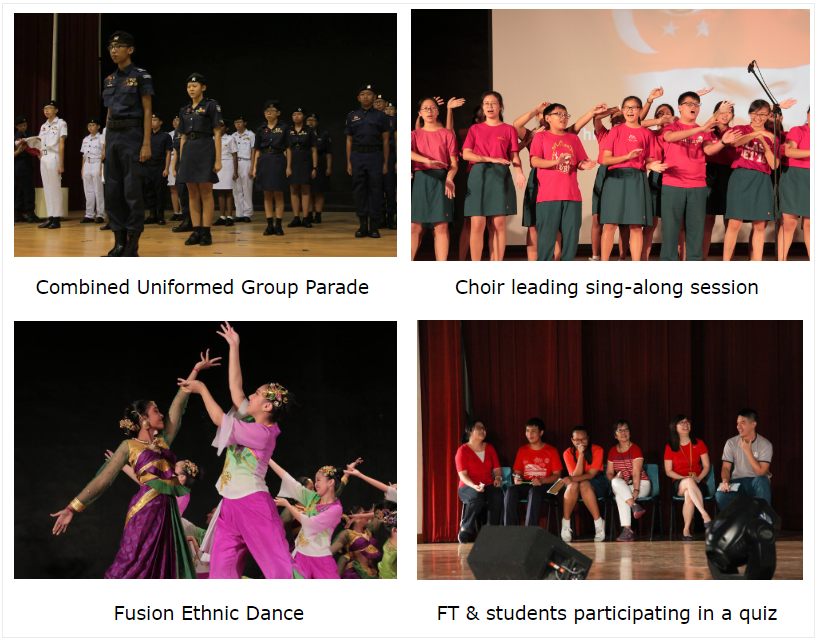 Combined Uniformed Group Parade
Choir leading sing-along session
Fusion Ethnic Dance
FT & students participating in a quiz